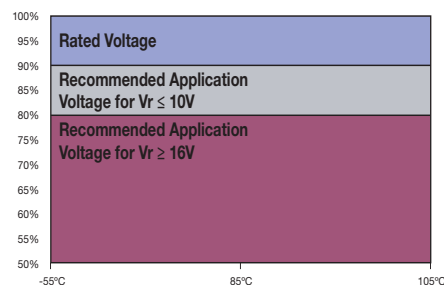 100%
95%
90%
85%
80%
75%
70%
65%
60%
55%
50%
Rated Voltage
Recommended Application
Voltage for Vr ≤ 10V
Recommended Application
Voltage for Vr ≥ 16V
-55ºC
85ºC
105ºC